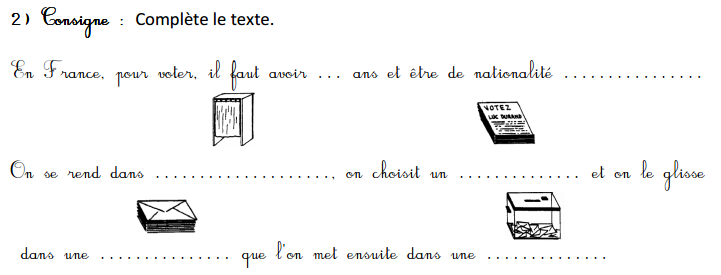 2) Consigne : Complète le texte.
En France, pour voter, il faut avoir ... ans et être de nationalité ................
VOTEZ
LUC DURAND
On se rend dans ...................., on choisit un .............. et on le glisse
dans une ............... que l'on met ensuite dans une ..............